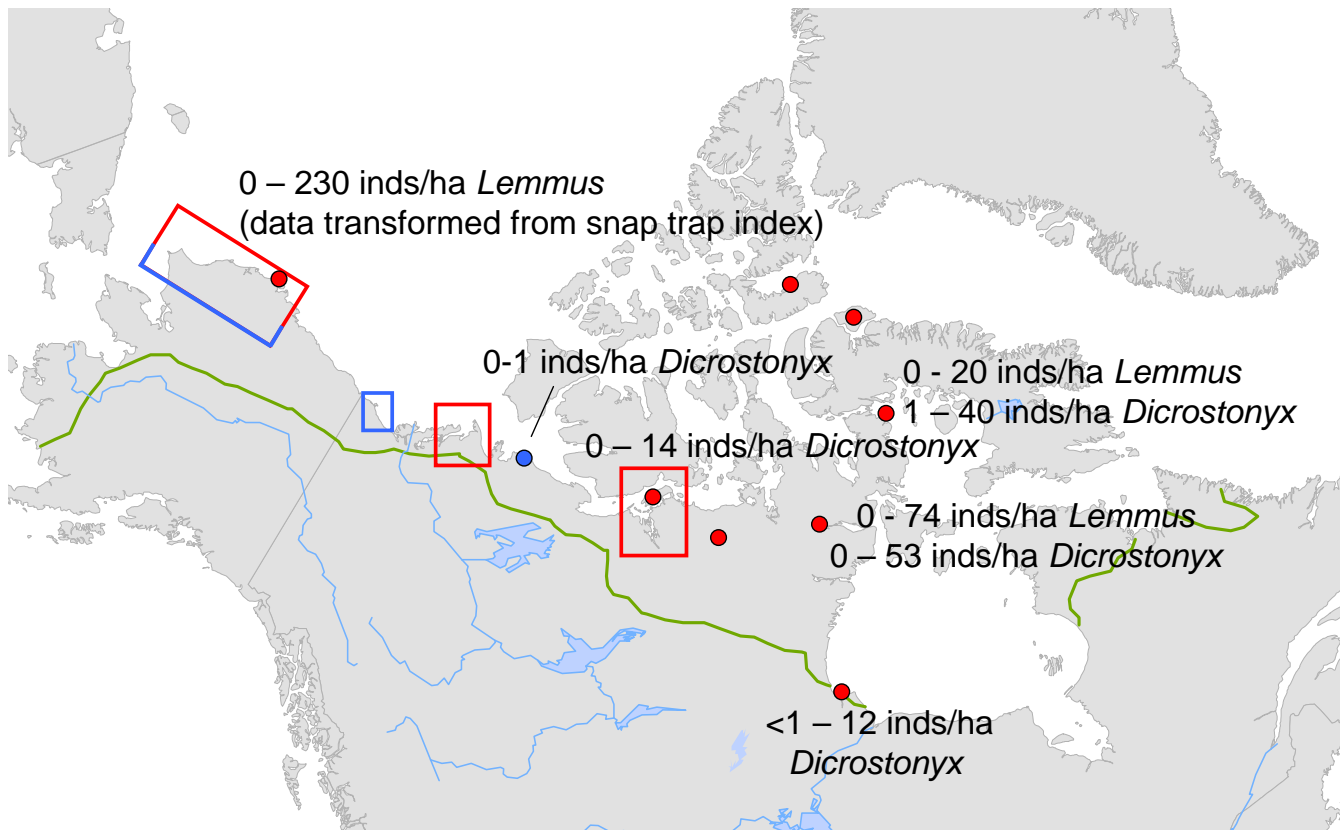 0 – 230 inds/ha Lemmus
(data transformed from snap trap index)
0-1 inds/ha Dicrostonyx
0 - 20 inds/ha Lemmus
1 – 40 inds/ha Dicrostonyx
0 – 14 inds/ha Dicrostonyx
0 - 74 inds/ha Lemmus
0 – 53 inds/ha Dicrostonyx
<1 – 12 inds/ha
Dicrostonyx